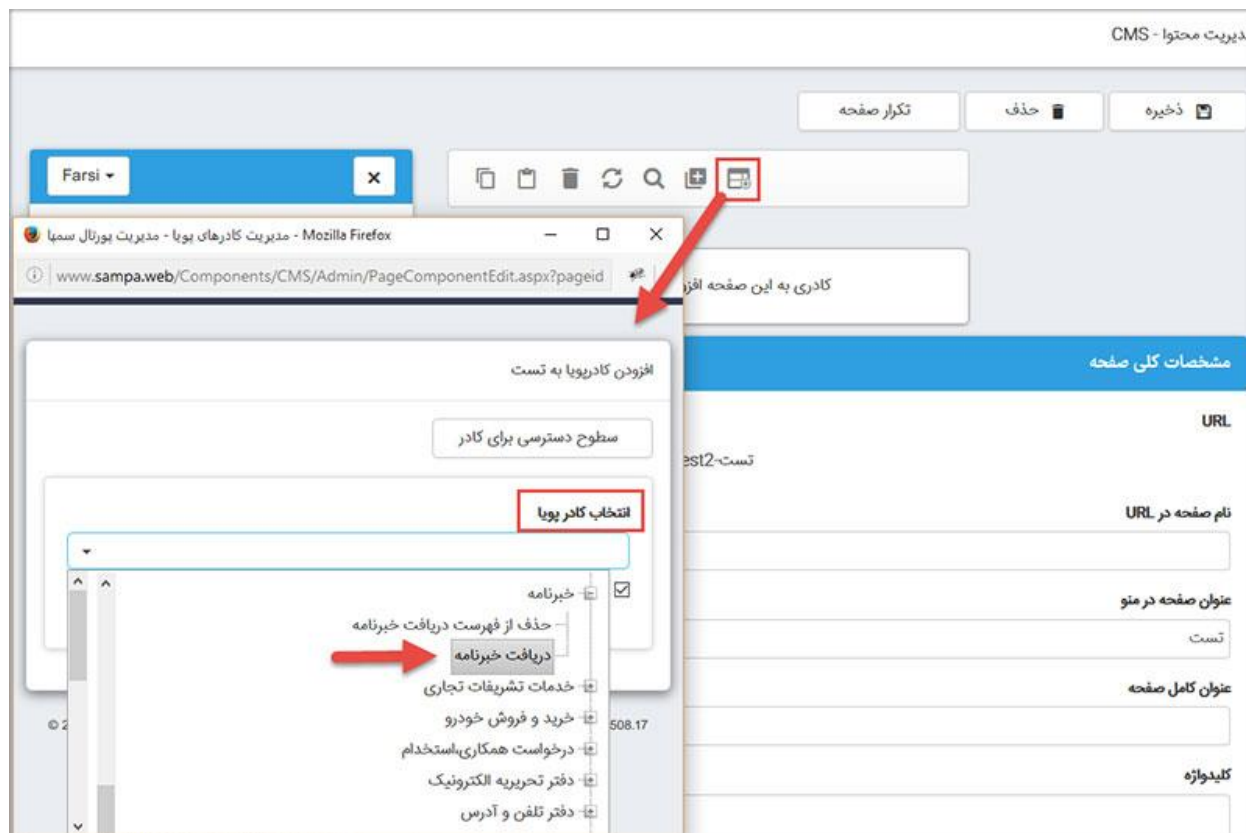 دیریت محتوا - CMS
ذخیره
حذف
تکرار صفحه
Farsi
مدیریت کادرهای پویا - مدیریت پورتال سمپا - Mozilla Firefox
www.sampa.web/Components/CMS/Admin/PageComponentEdit.aspx?pageid
کادری به این صفحه افزو
افزودن کادرپویا به تست
سطوح دسترسی برای کادر
انتخاب کادر پویا
خبرنامه
حذف از فهرست دریافت خبرنامه
دریافت خبرنامه
خدمات تشریفات تجاری
خرید و فروش خودرو
درخواست همکاری،استخدام
دفتر تحریریه الکترونیک
دفتر تلفن و آدرس
© 2
508.17
مشخصات کلی صفحه
URL
est2-تست
نام صفحه در URL
عنوان صفحه در منو
تست
عنوان کامل صفحه
کلیدواژه